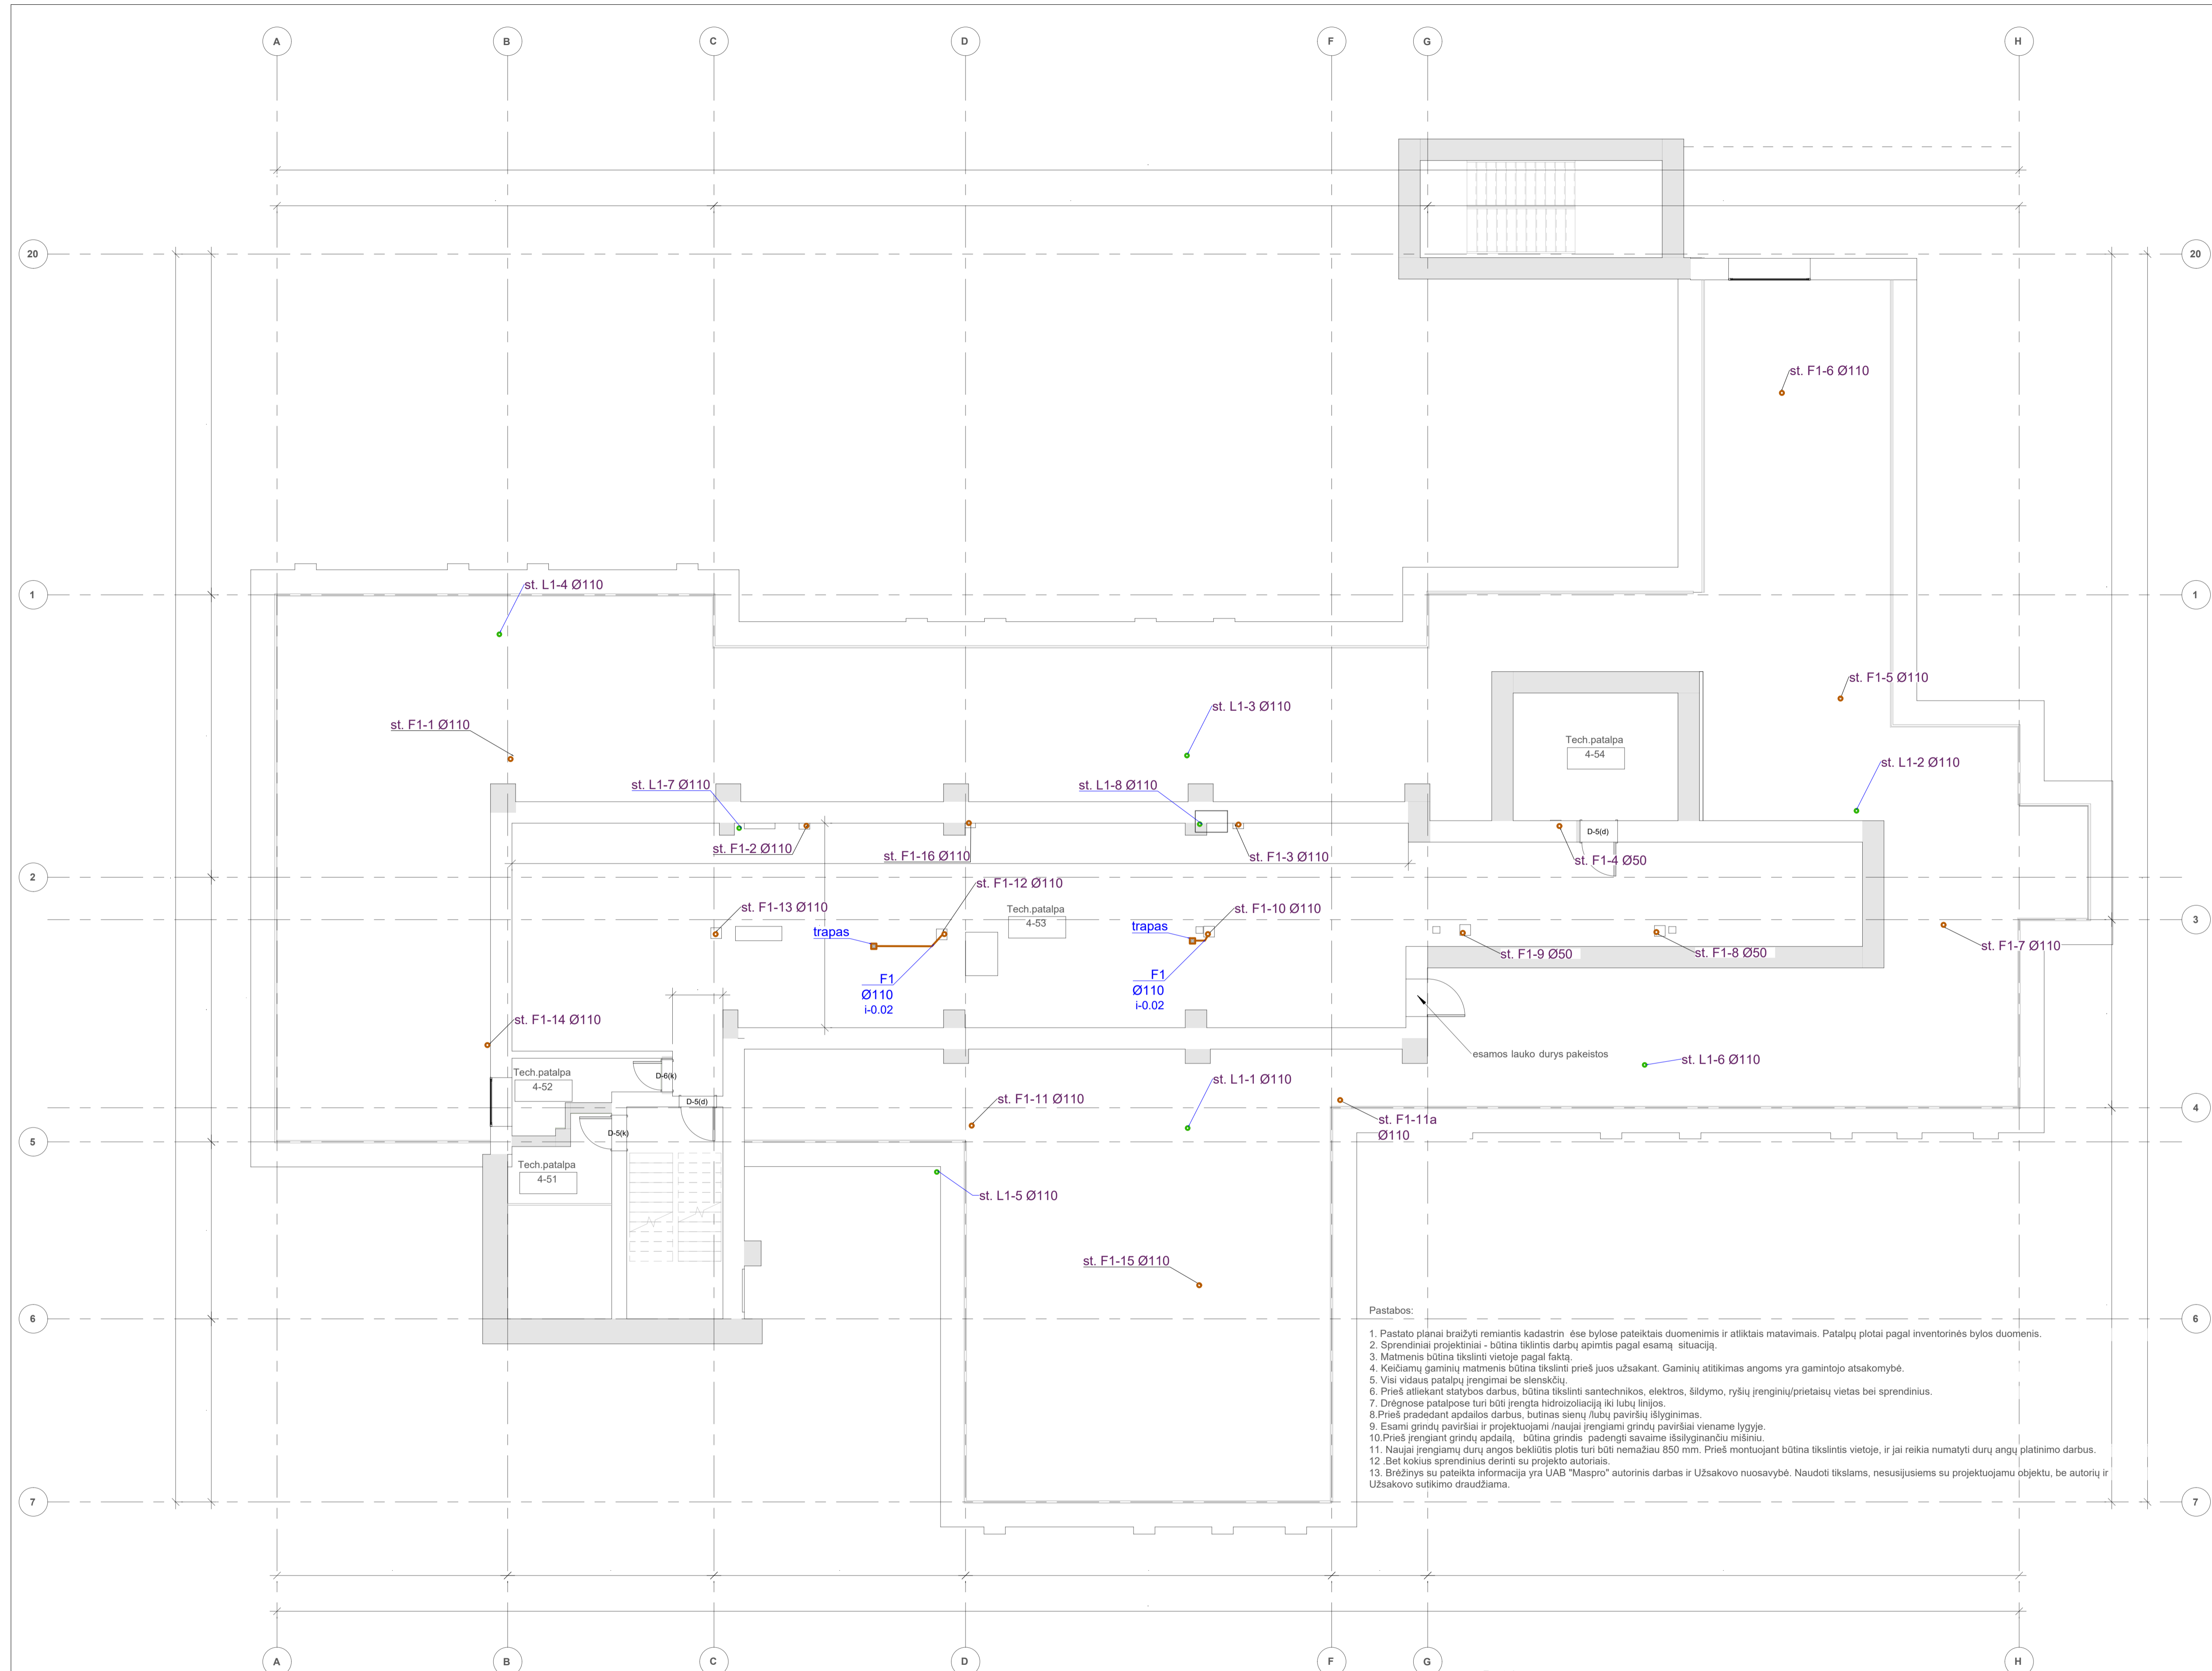 A
B
C
D
F
G
H
20
20
st. F1-6 Ø110
st. L1-4 Ø110
1
1
st. F1-5 Ø110
st. L1-3 Ø110
st. F1-1 Ø110
Tech.patalpa
4-54
st. L1-2 Ø110
st. L1-7 Ø110
st. L1-8 Ø110
D-5(d)
st. F1-2 Ø110
st. F1-16 Ø110
st. F1-3 Ø110
st. F1-4 Ø50
2
st. F1-12 Ø110
st. F1-13 Ø110
Tech.patalpa
4-53
st. F1-10 Ø110
3
trapas
trapas
st. F1-7 Ø110
st. F1-9 Ø50
st. F1-8 Ø50
F1
Ø110
i-0.02
F1
Ø110
i-0.02
st. F1-14 Ø110
esamos lauko durys pakeistos
st. L1-6 Ø110
Tech.patalpa
4-52
D-6(k)
st. L1-1 Ø110
D-5(d)
st. F1-11 Ø110
4
st. F1-11a
Ø110
D-5(k)
5
Tech.patalpa
4-51
st. L1-5 Ø110
st. F1-15 Ø110
6
6
Pastabos:
1. Pastato planai braižyti remiantis kadastrin ėse bylose pateiktais duomenimis ir atliktais matavimais. Patalpų plotai pagal inventorinės bylos duomenis.
2. Sprendiniai projektiniai - būtina tiklintis darbų apimtis pagal esamą situaciją.
3. Matmenis būtina tikslinti vietoje pagal faktą.
4. Keičiamų gaminių matmenis būtina tikslinti prieš juos užsakant. Gaminių atitikimas angoms yra gamintojo atsakomybė.
5. Visi vidaus patalpų įrengimai be slenskčių.
6. Prieš atliekant statybos darbus, būtina tikslinti santechnikos, elektros, šildymo, ryšių įrenginių/prietaisų vietas bei sprendinius.
7. Drėgnose patalpose turi būti įrengta hidroizoliaciją iki lubų linijos.
8.Prieš pradedant apdailos darbus, butinas sienų /lubų paviršių išlyginimas.
9. Esami grindų paviršiai ir projektuojami /naujai įrengiami grindų paviršiai viename lygyje.
10.Prieš įrengiant grindų apdailą, būtina grindis padengti savaime išsilyginančiu mišiniu.
11. Naujai įrengiamų durų angos bekliūtis plotis turi būti nemažiau 850 mm. Prieš montuojant būtina tikslintis vietoje, ir jai reikia numatyti durų angų platinimo darbus.
12 .Bet kokius sprendinius derinti su projekto autoriais.
13. Brėžinys su pateikta informacija yra UAB "Maspro" autorinis darbas ir Užsakovo nuosavybė. Naudoti tikslams, nesusijusiems su projektuojamu objektu, be autorių ir
Užsakovo sutikimo draudžiama.
7
7
A
B
C
D
F
G
H